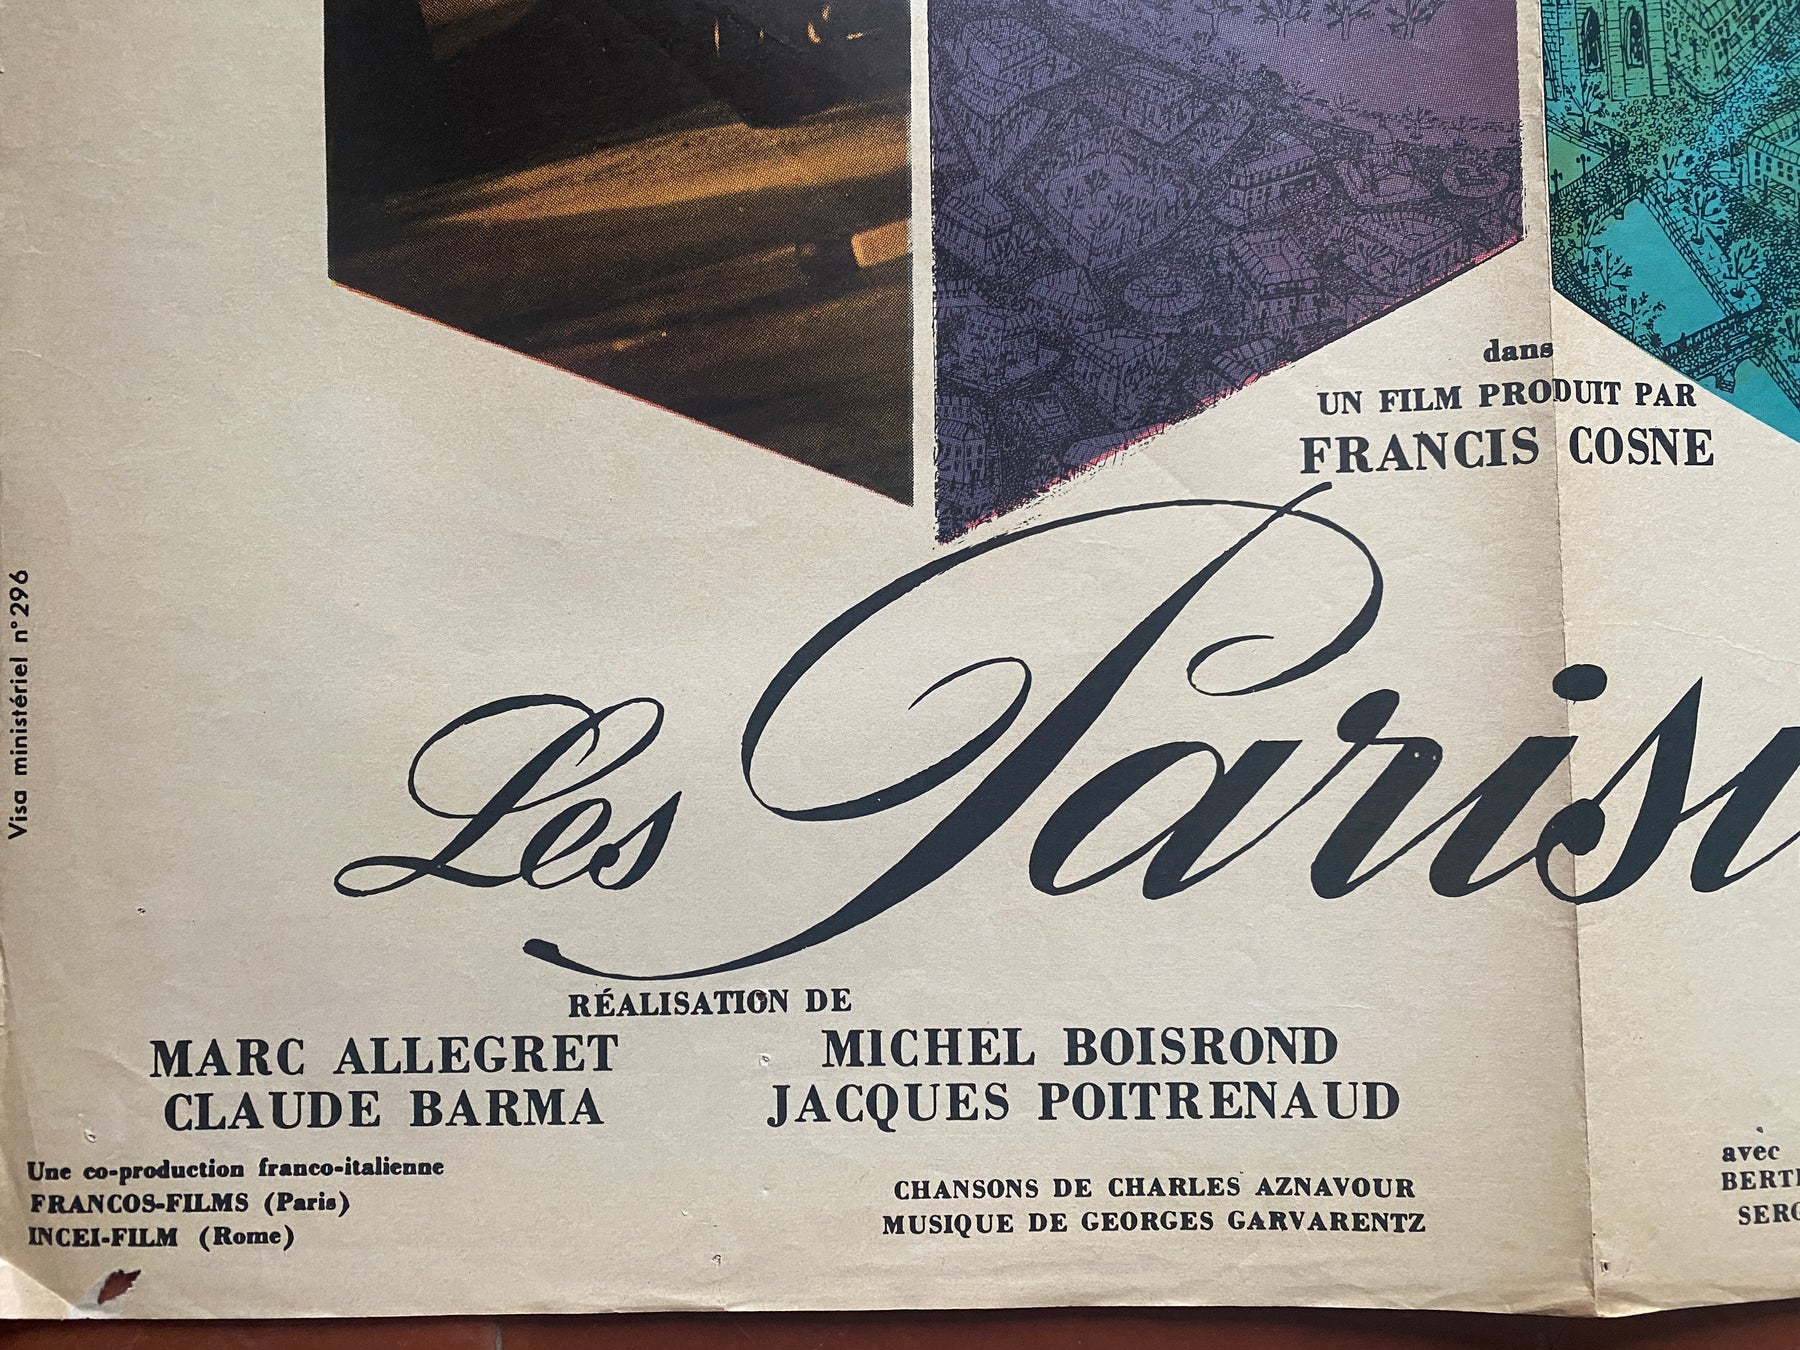 dans
UN FILM PRODUIT PAR
FRANCIS COSNE
Les Paris
RÉALISATION DE
MARC ALLEGRET MICHEL BOISROND
CLAUDE BARMA JACQUES POITRENAUD
Une co-production franco-italienne
FRANCOS-FILMS (Paris)
INCEI-FILM (Rome)
CHANSONS DE CHARLES AZNAVOUR
MUSIQUE DE GEORGES GARVARENTZ
avec
BERT
SERG
Visa ministériel n° 296